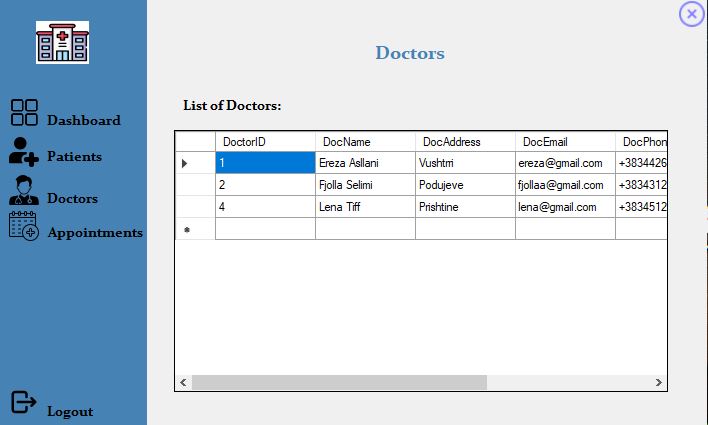 Doctors
Dashboard
Patients
Doctors
Appointments
Logout
List of Doctors:
DoctorID DocName DocAddress DocEmail DocPhon
1 Ereza Asllani Vushtrri ereza@gmail.com +3834426
2 Fjolla Selimi Podujeve fjollaa@gmail.com +3834312
4 Lena Tiff Prishtine lena@gmail.com +3834512